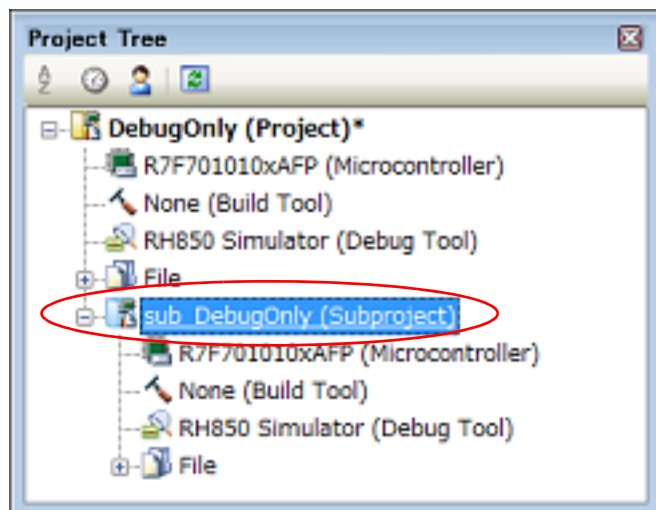 Project Tree
DebugOnly (Project)*
R7F701010xAFP (Microcontroller)
None (Build Tool)
RH850 Simulator (Debug Tool)
File
sub_DebugOnly (Subproject)
R7F701010xAFP (Microcontroller)
None (Build Tool)
RH850 Simulator (Debug Tool)
File